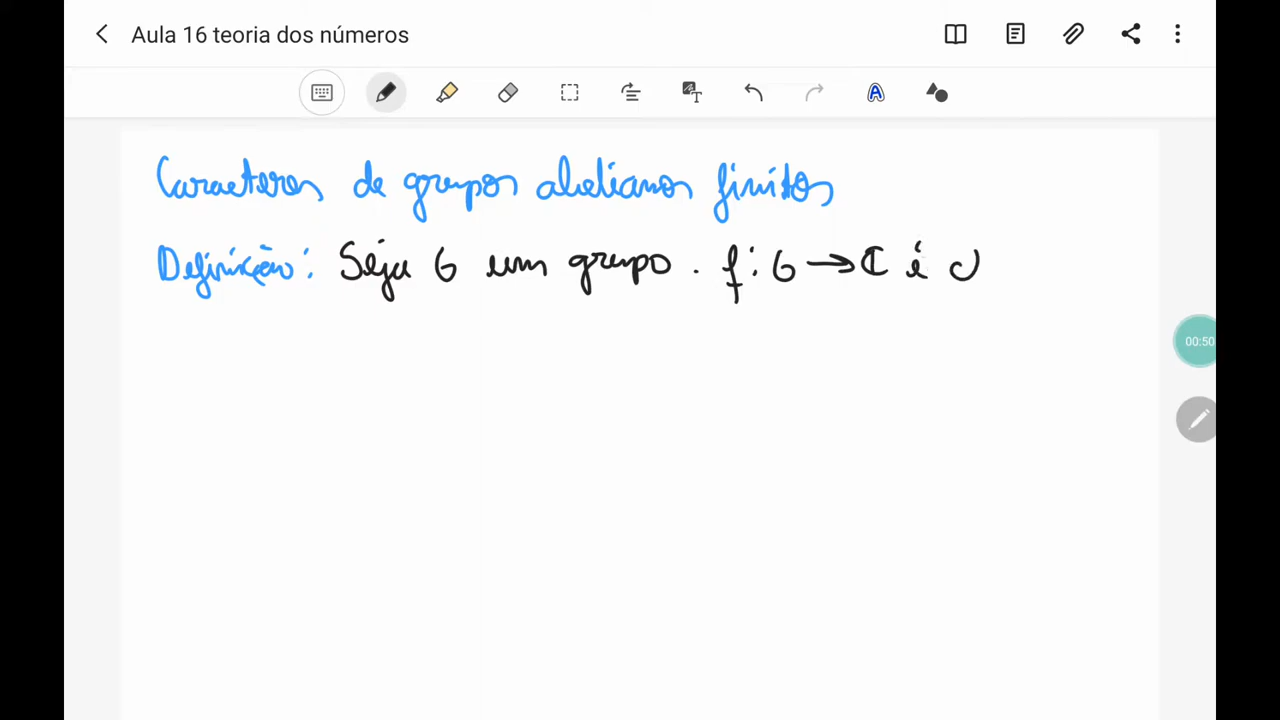 Aula 16 teoria dos números
Caracteres de grupos abelianos finitos
Definição: Seja G um grupo. f: G → ℂ é
00:50